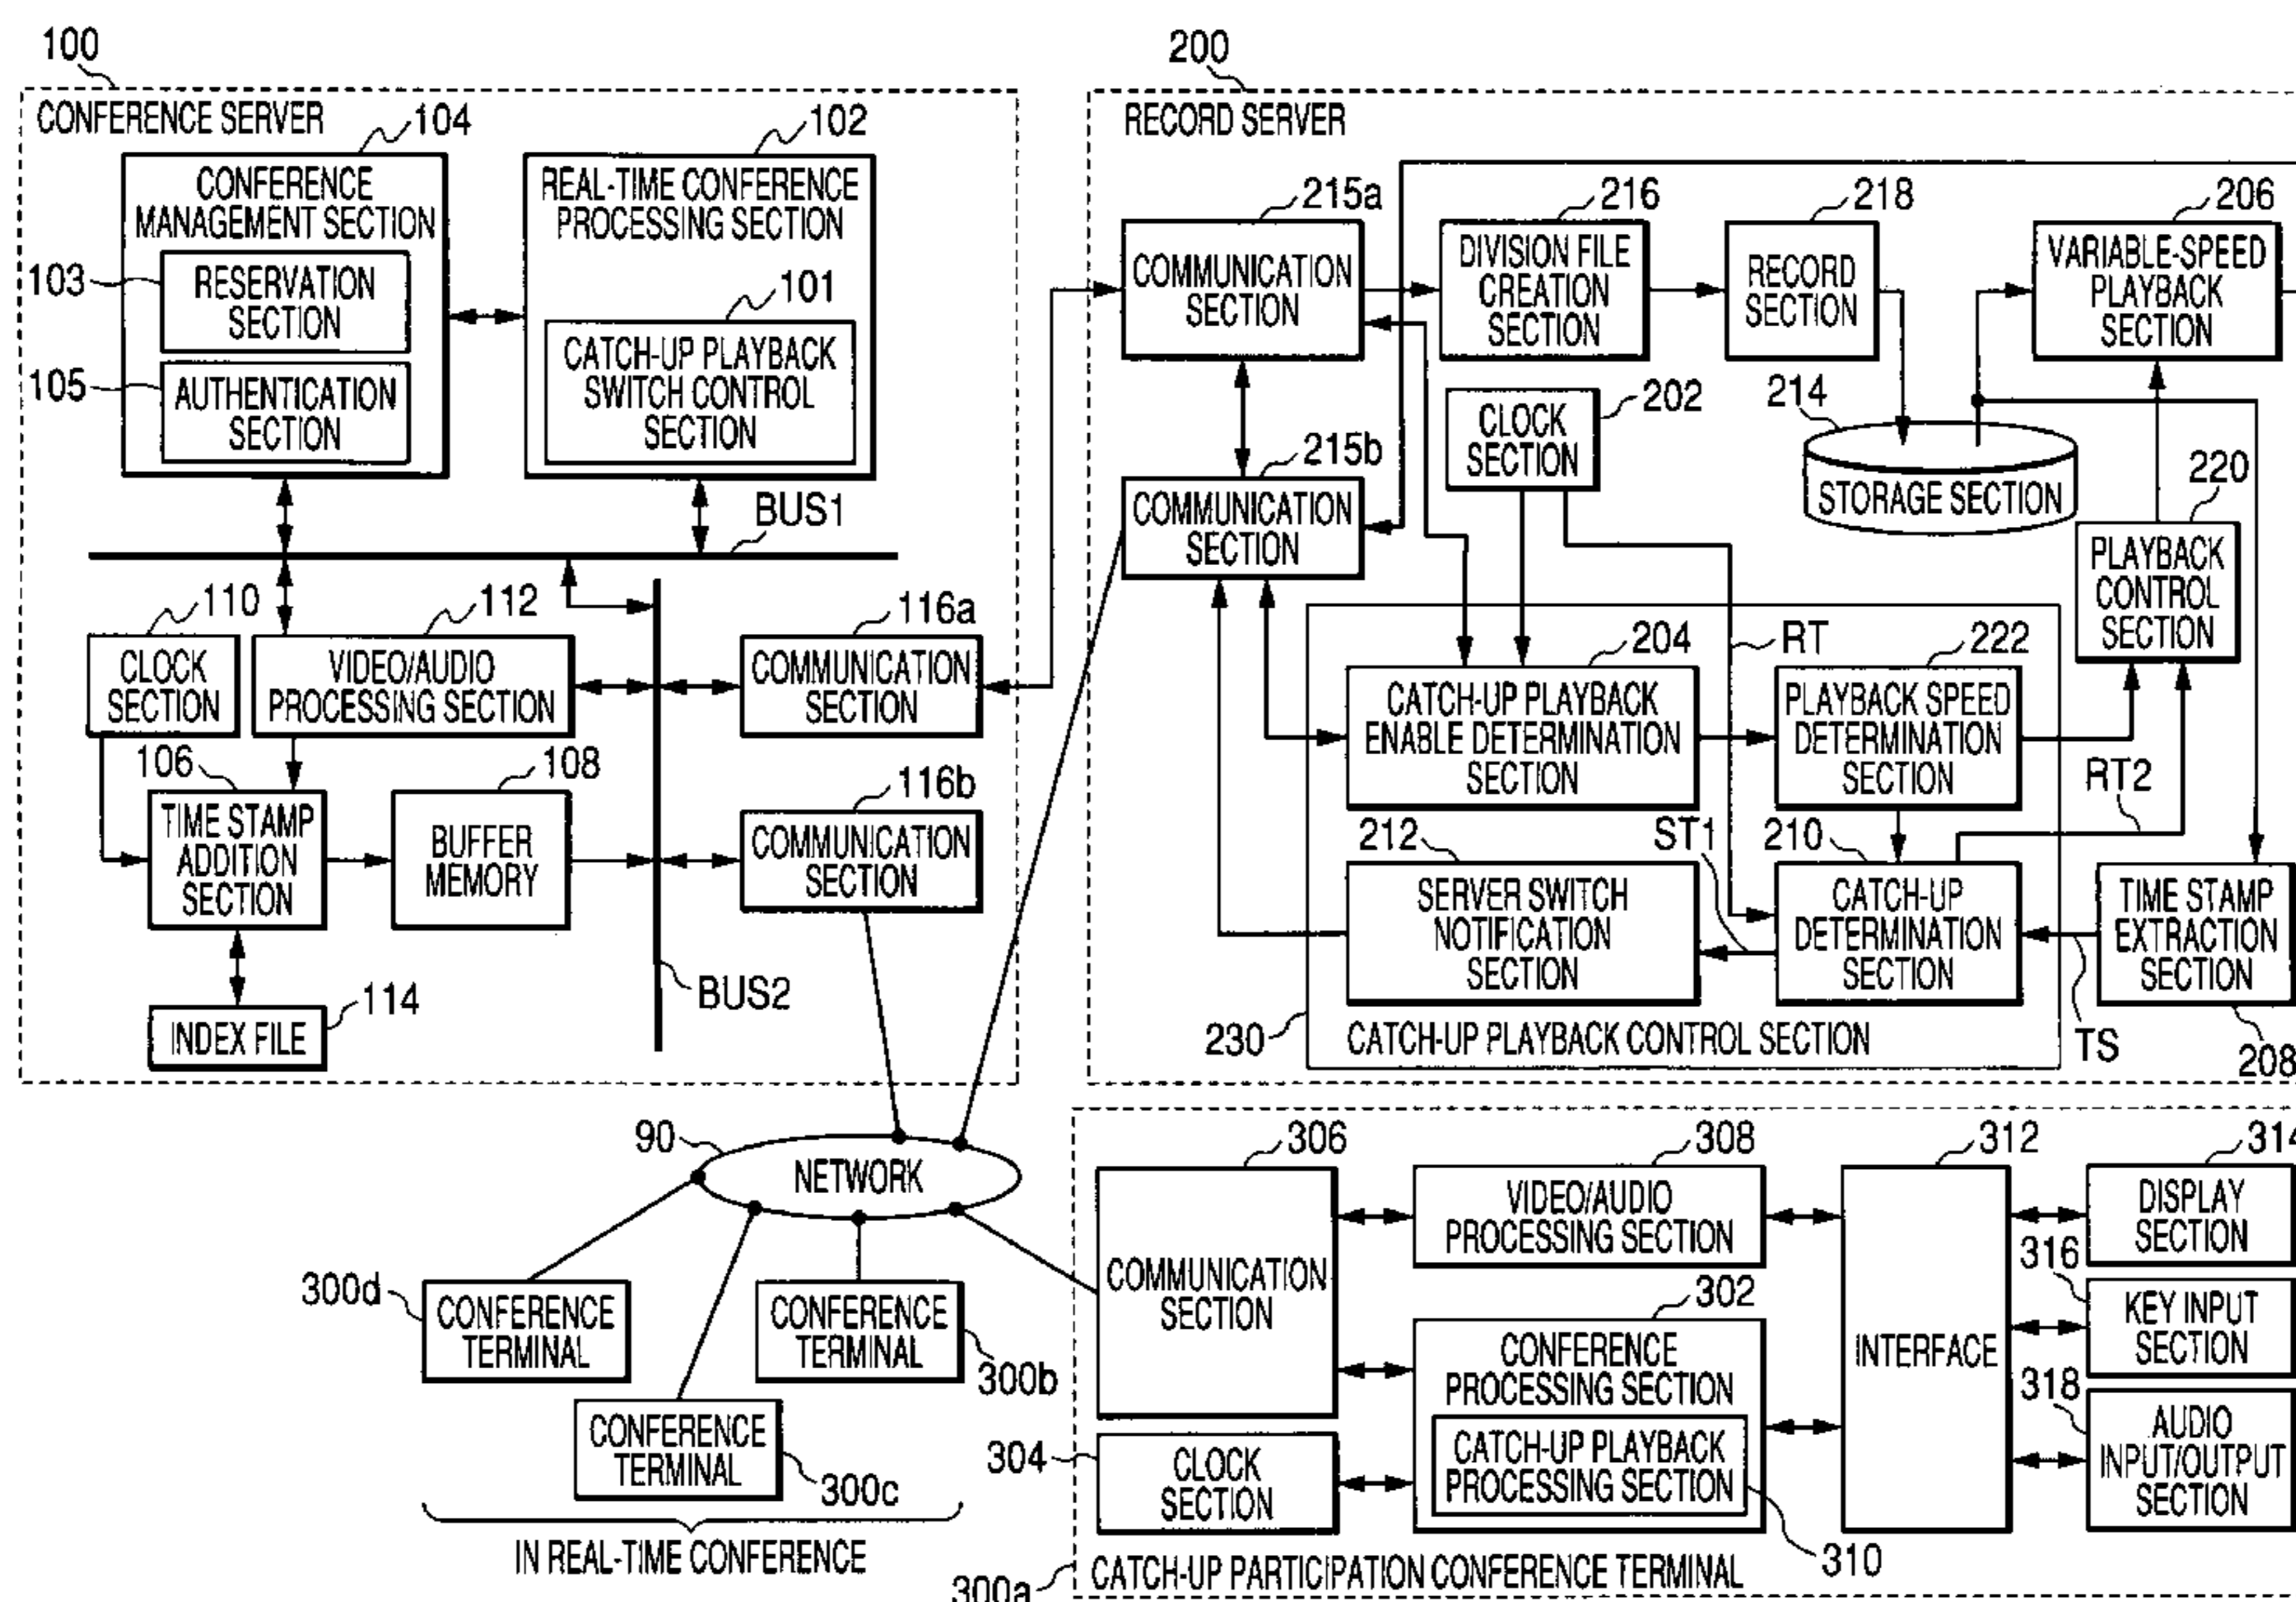 100
CONFERENCE SERVER
104
102
CONFERENCE
MANAGEMENT SECTION
103
RESERVATION
SECTION
105
AUTHENTICATION
SECTION
REAL-TIME CONFERENCE
PROCESSING SECTION
101
CATCH-UP PLAYBACK
SWITCH CONTROL
SECTION
BUS1
110
CLOCK
SECTION
112
VIDEO/AUDIO
PROCESSING SECTION
116a
COMMUNICATION
SECTION
106
TIME STAMP
ADDITION
SECTION
108
BUFFER
MEMORY
116b
COMMUNICATION
SECTION
BUS2
114
INDEX FILE
200
RECORD SERVER
215a
COMMUNICATION
SECTION
216
DIVISION FILE
CREATION
SECTION
218
RECORD
SECTION
206
VARIABLE-SPEED
PLAYBACK
SECTION
202
CLOCK
SECTION
214
STORAGE SECTION
215b
COMMUNICATION
SECTION
220
PLAYBACK
CONTROL
SECTION
204
CATCH-UP PLAYBACK
ENABLE DETERMINATION
SECTION
RT
222
PLAYBACK SPEED
DETERMINATION
SECTION
RT2
212
SERVER SWITCH
NOTIFICATION
SECTION
ST1
210
CATCH-UP
DETERMINATION
SECTION
TIME STAMP
EXTRACTION
SECTION
TS
208
230
CATCH-UP PLAYBACK CONTROL SECTION
90
NETWORK
300d
CONFERENCE
TERMINAL
CONFERENCE
TERMINAL
300b
CONFERENCE
TERMINAL
300c
IN REAL-TIME CONFERENCE
306
COMMUNICATION
SECTION
308
VIDEO/AUDIO
PROCESSING SECTION
312
INTERFACE
314
DISPLAY
SECTION
316
KEY INPUT
SECTION
318
AUDIO
INPUT/OUTPUT
SECTION
302
CONFERENCE
PROCESSING SECTION
CATCH-UP PLAYBACK
PROCESSING SECTION
310
304
CLOCK
SECTION
300a
CATCH-UP PARTICIPATION CONFERENCE TERMINAL